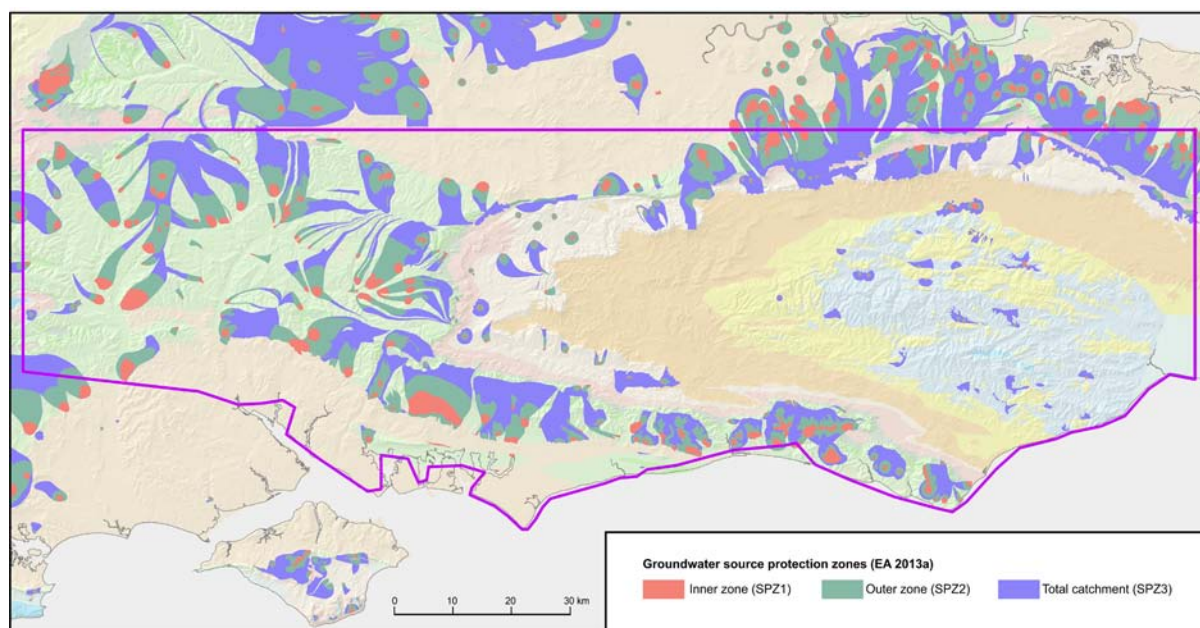 Groundwater source protection zones (EA 2013a)
Inner zone (SPZ1) Outer zone (SPZ2) Total catchment (SPZ3)
0 10 20 30 km